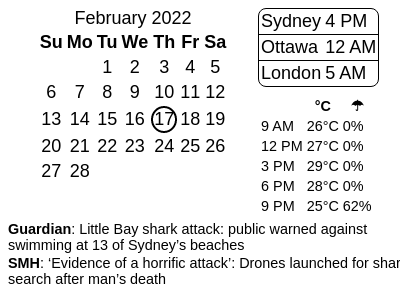 February 2022
Su Mo Tu We Th Fr Sa
1 2 3 4 5
6 7 8 9 10 11 12
13 14 15 16 17 18 19
20 21 22 23 24 25 26
27 28
Sydney 4 PM
Ottawa 12 AM
London 5 AM
°C ☂
9 AM 26°C 0%
12 PM 27°C 0%
3 PM 29°C 0%
6 PM 28°C 0%
9 PM 25°C 62%
Guardian: Little Bay shark attack: public warned against
swimming at 13 of Sydney’s beaches
SMH: ‘Evidence of a horrific attack’: Drones launched for
search after man’s death